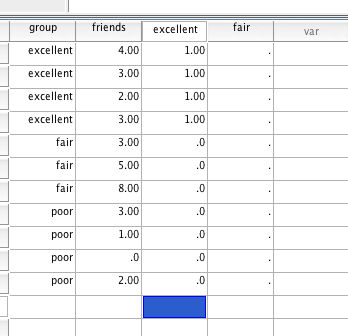 group friends excellent fair var
excellent 4.00 1.00 .
excellent 3.00 1.00 .
excellent 2.00 1.00 .
excellent 3.00 1.00 .
fair 3.00 .0 .
fair 5.00 .0 .
fair 8.00 .0 .
poor 3.00 .0 .
poor 1.00 .0 .
poor .0 .0 .
poor 2.00 .0 .